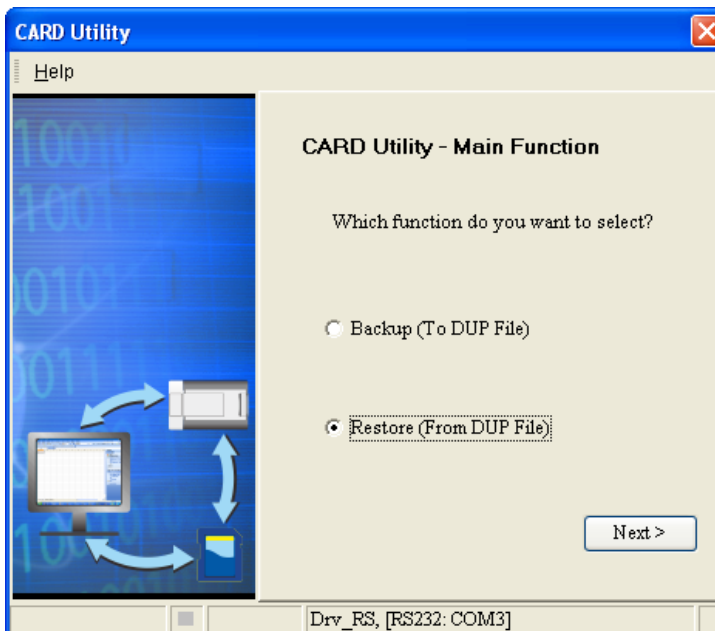 CARD Utility
Help
CARD Utility - Main Function
Which function do you want to select?
Backup (To DUP File)
Restore (From DUP File)
Next >
Drv_RS, [RS232: COM3]